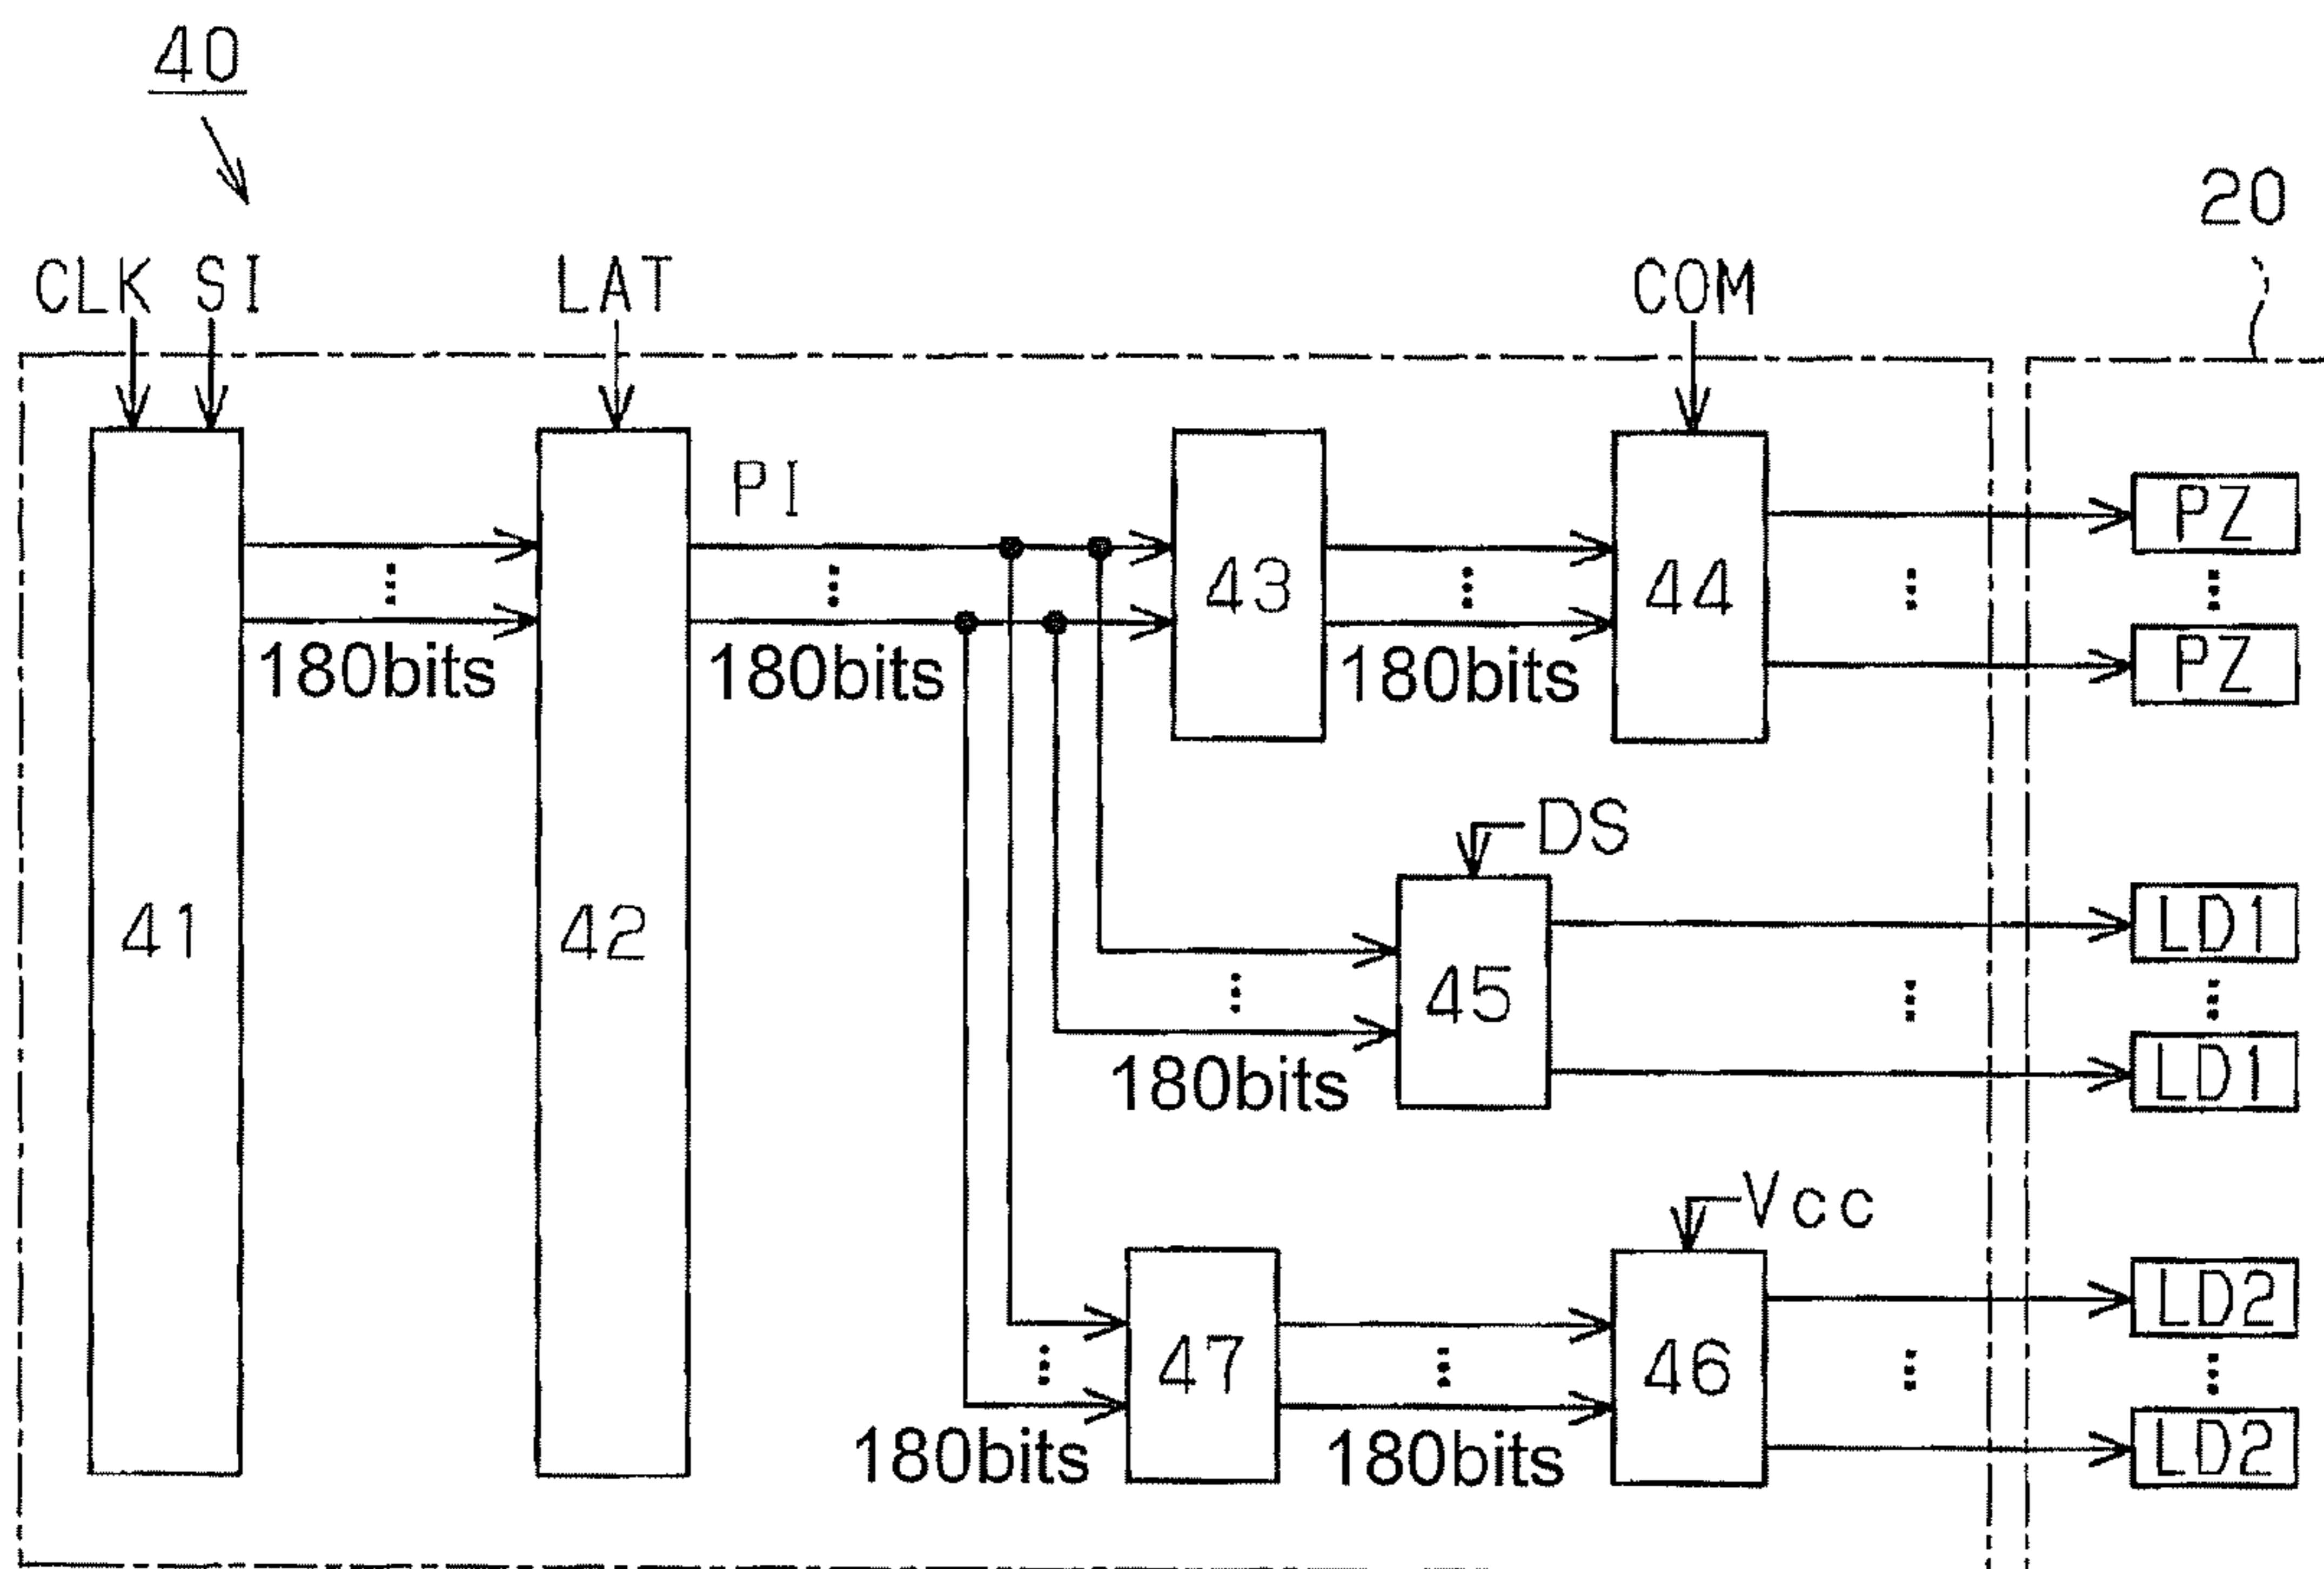 40
20
CLK SI LAT COM
PI
PZ
43 44
180bits 180bits 180bits
PZ
DS
LD1
41 42 45
LD1
180bits
Vcc
LD2
47 46
180bits 180bits
LD2